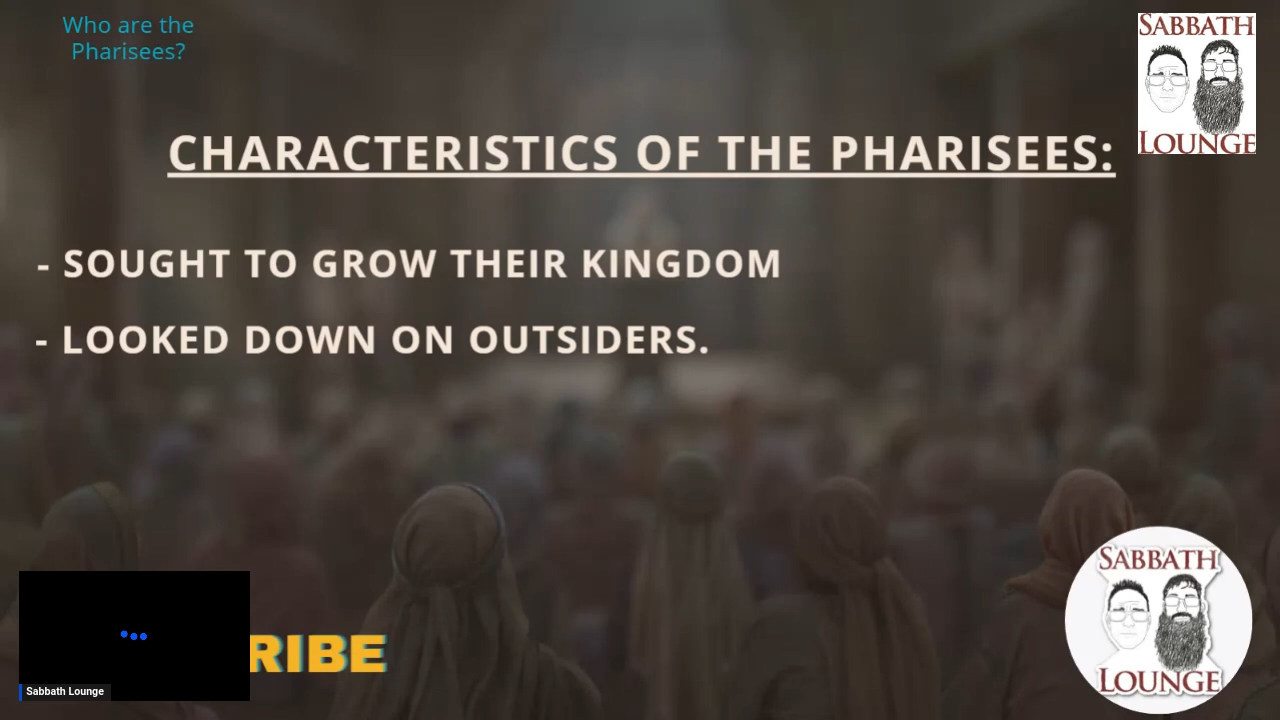 Who are the
Pharisees?
SABBATH
LOUNGE
CHARACTERISTICS OF THE PHARISEES:
- SOUGHT TO GROW THEIR KINGDOM
- LOOKED DOWN ON OUTSIDERS.
SABBATH
LOUNGE
RIBE
Sabbath Lounge